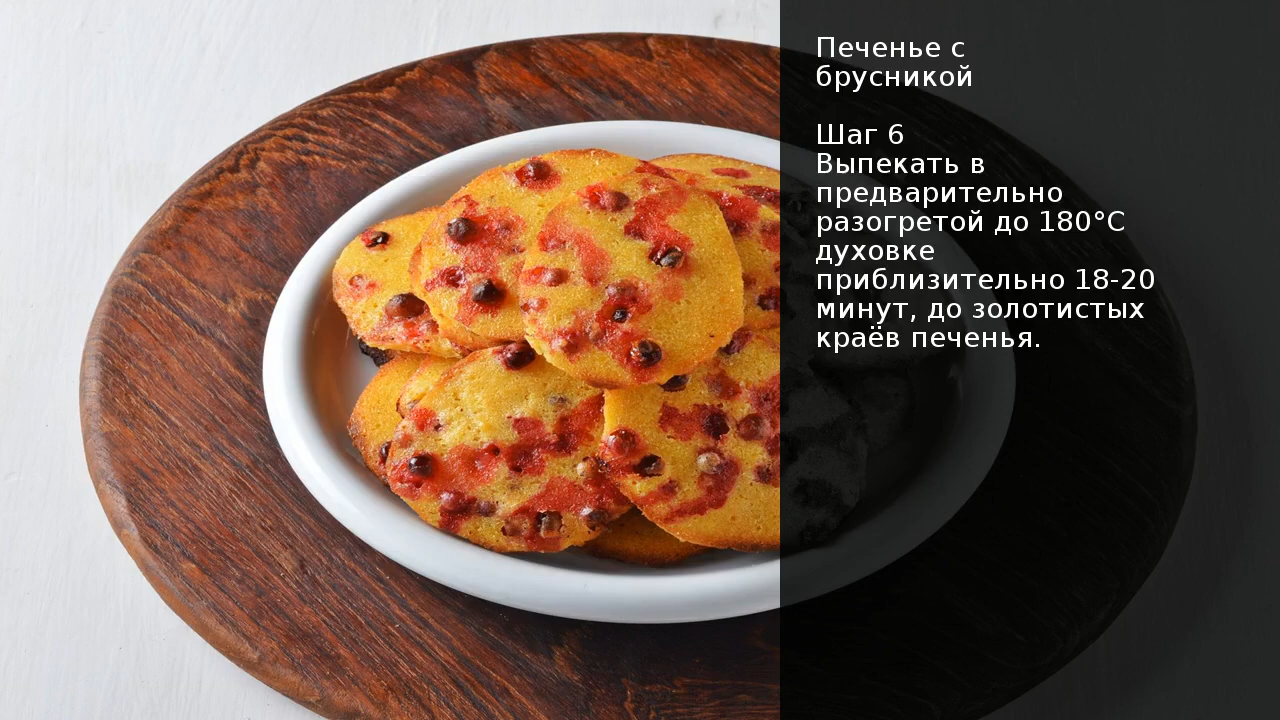 Печенье с
брусникой
Шаг 6
Выпекать в
предварительно
разогретой до 180°С
духовке
приблизительно 18-20
минут, до золотистых
краёв печенья.